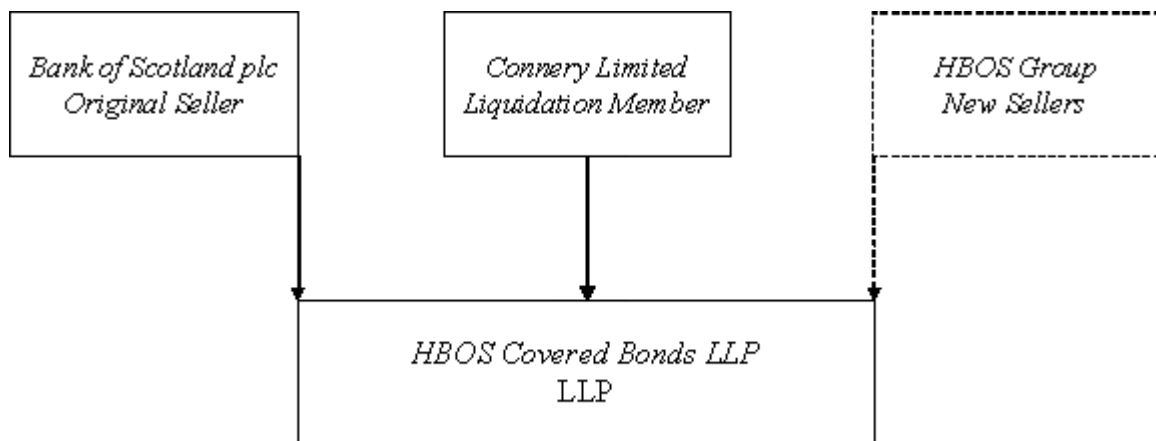 Bank of Scotland plc
Original Seller
Connery Limited
Liquidation Member
HBOS Group
New Sellers
HBOS Covered Bonds LLP
LLP